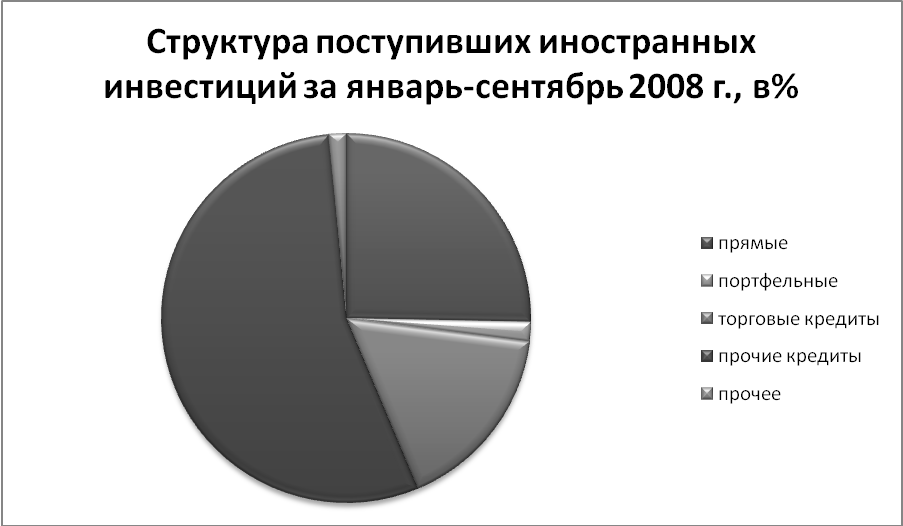 Структура поступивших иностранных
инвестиций за январь-сентябрь 2008 г., в%
прямые
портфельные
торговые кредиты
прочие кредиты
прочее